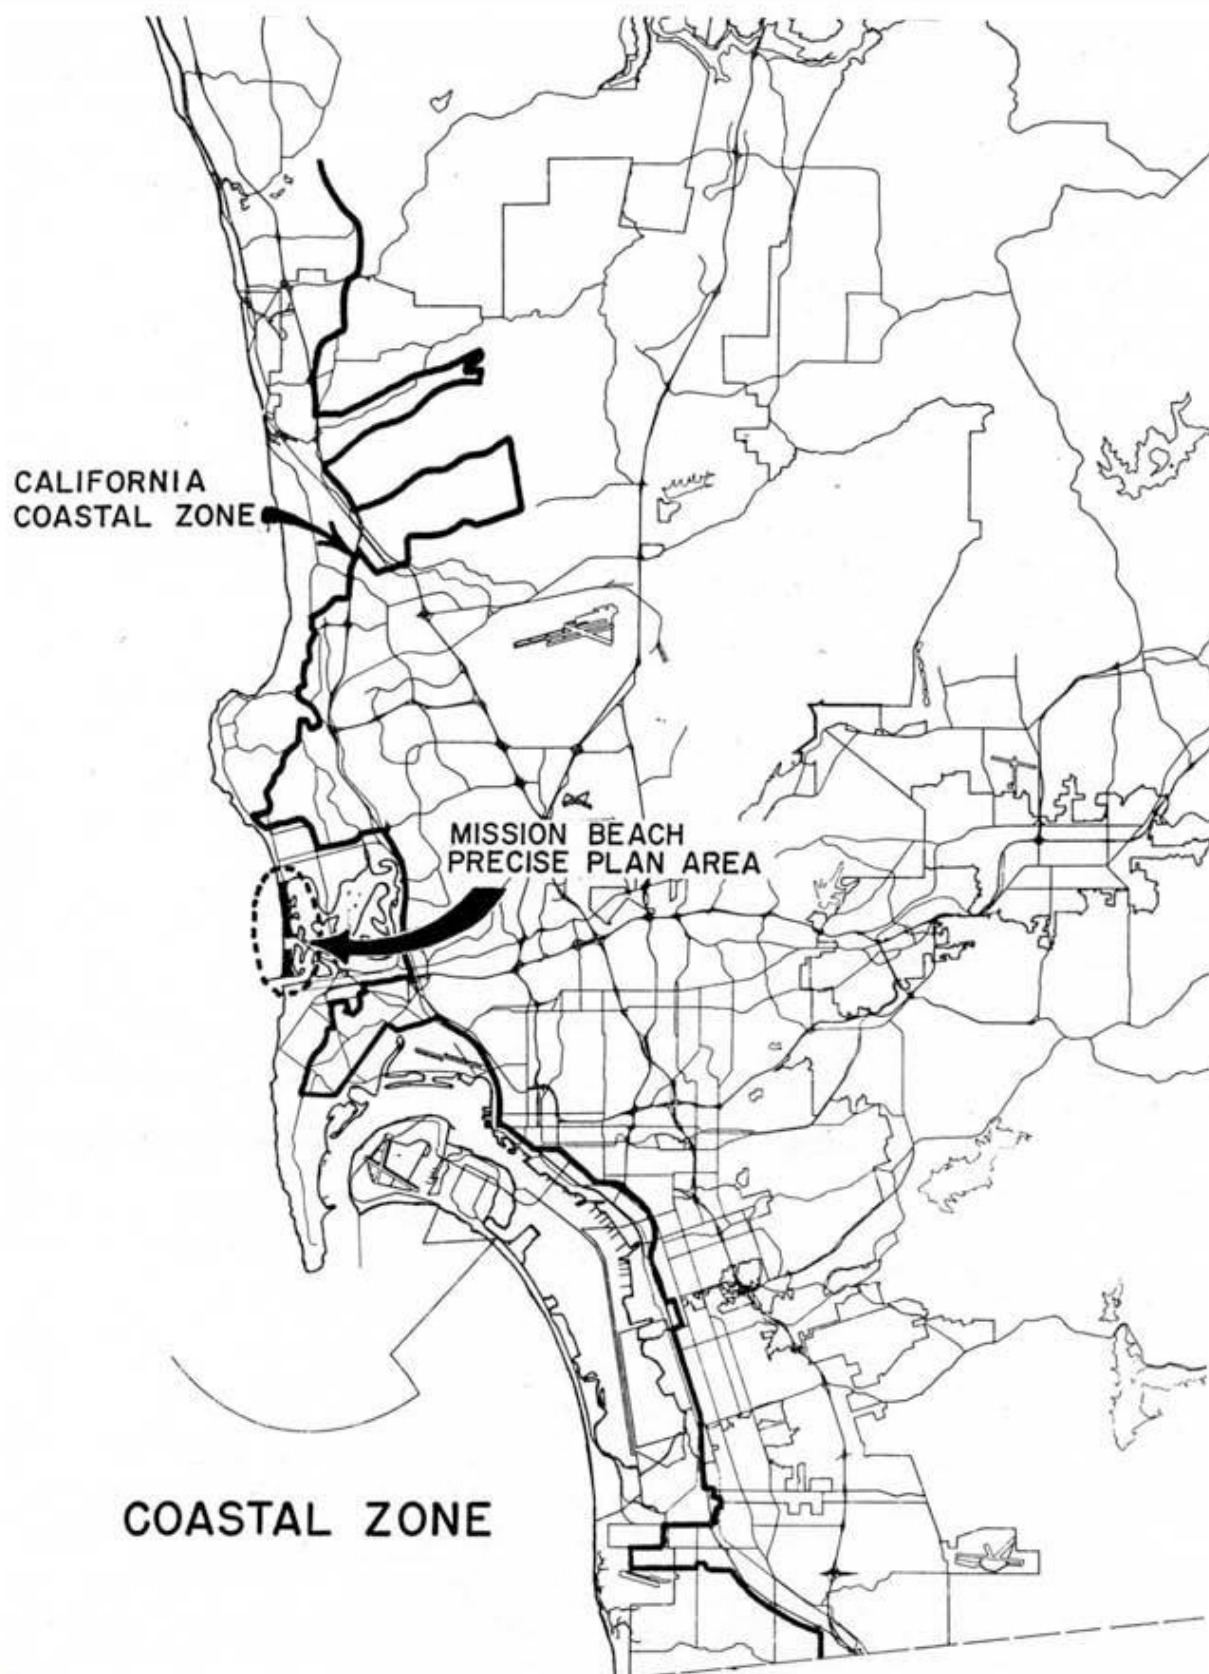 CALIFORNIA
COASTAL ZONE
MISSION BEACH
PRECISE PLAN AREA
COASTAL ZONE